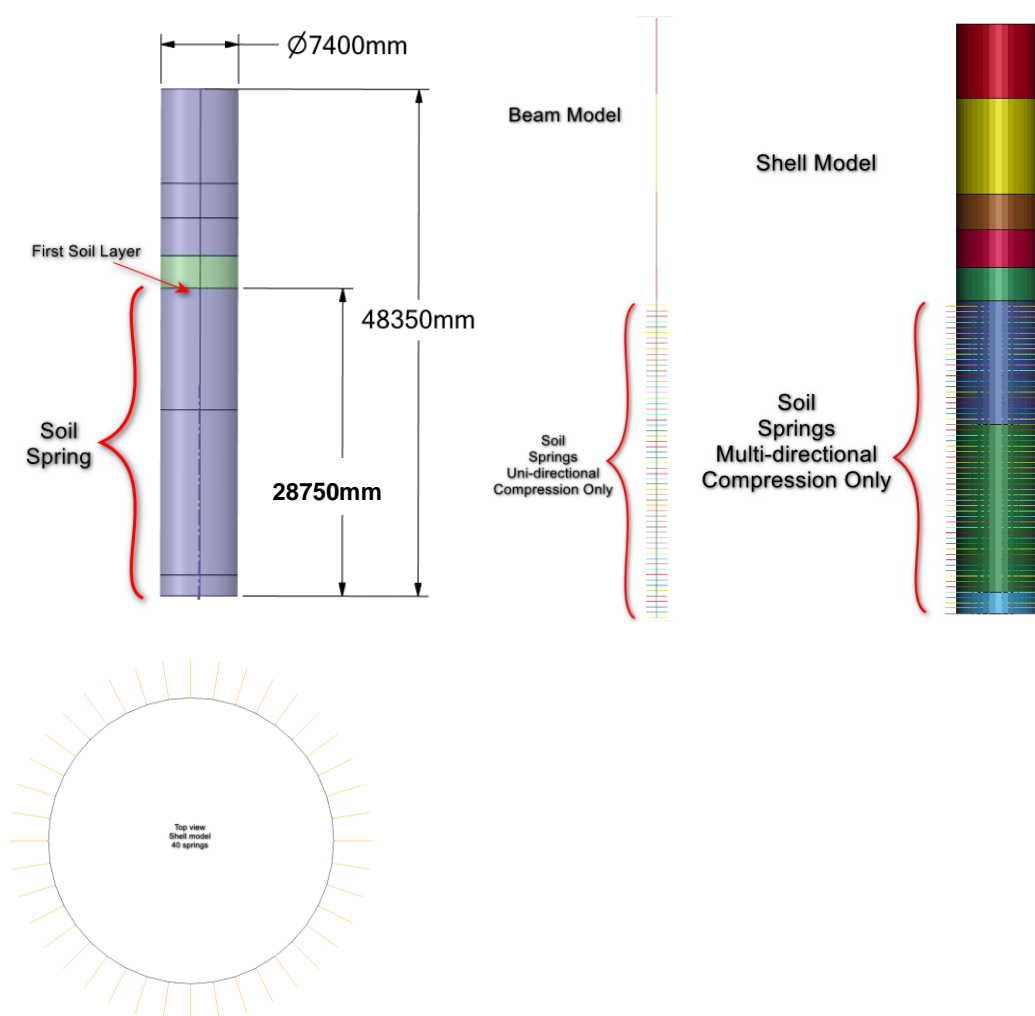 Ø7400mm
Beam Model
Shell Model
First Soil Layer
48350mm
Soil
Spring
28750mm
Soil
Springs
Uni-directional
Compression Only
Soil
Springs
Multi-directional
Compression Only
Top view
Shell model
40 springs